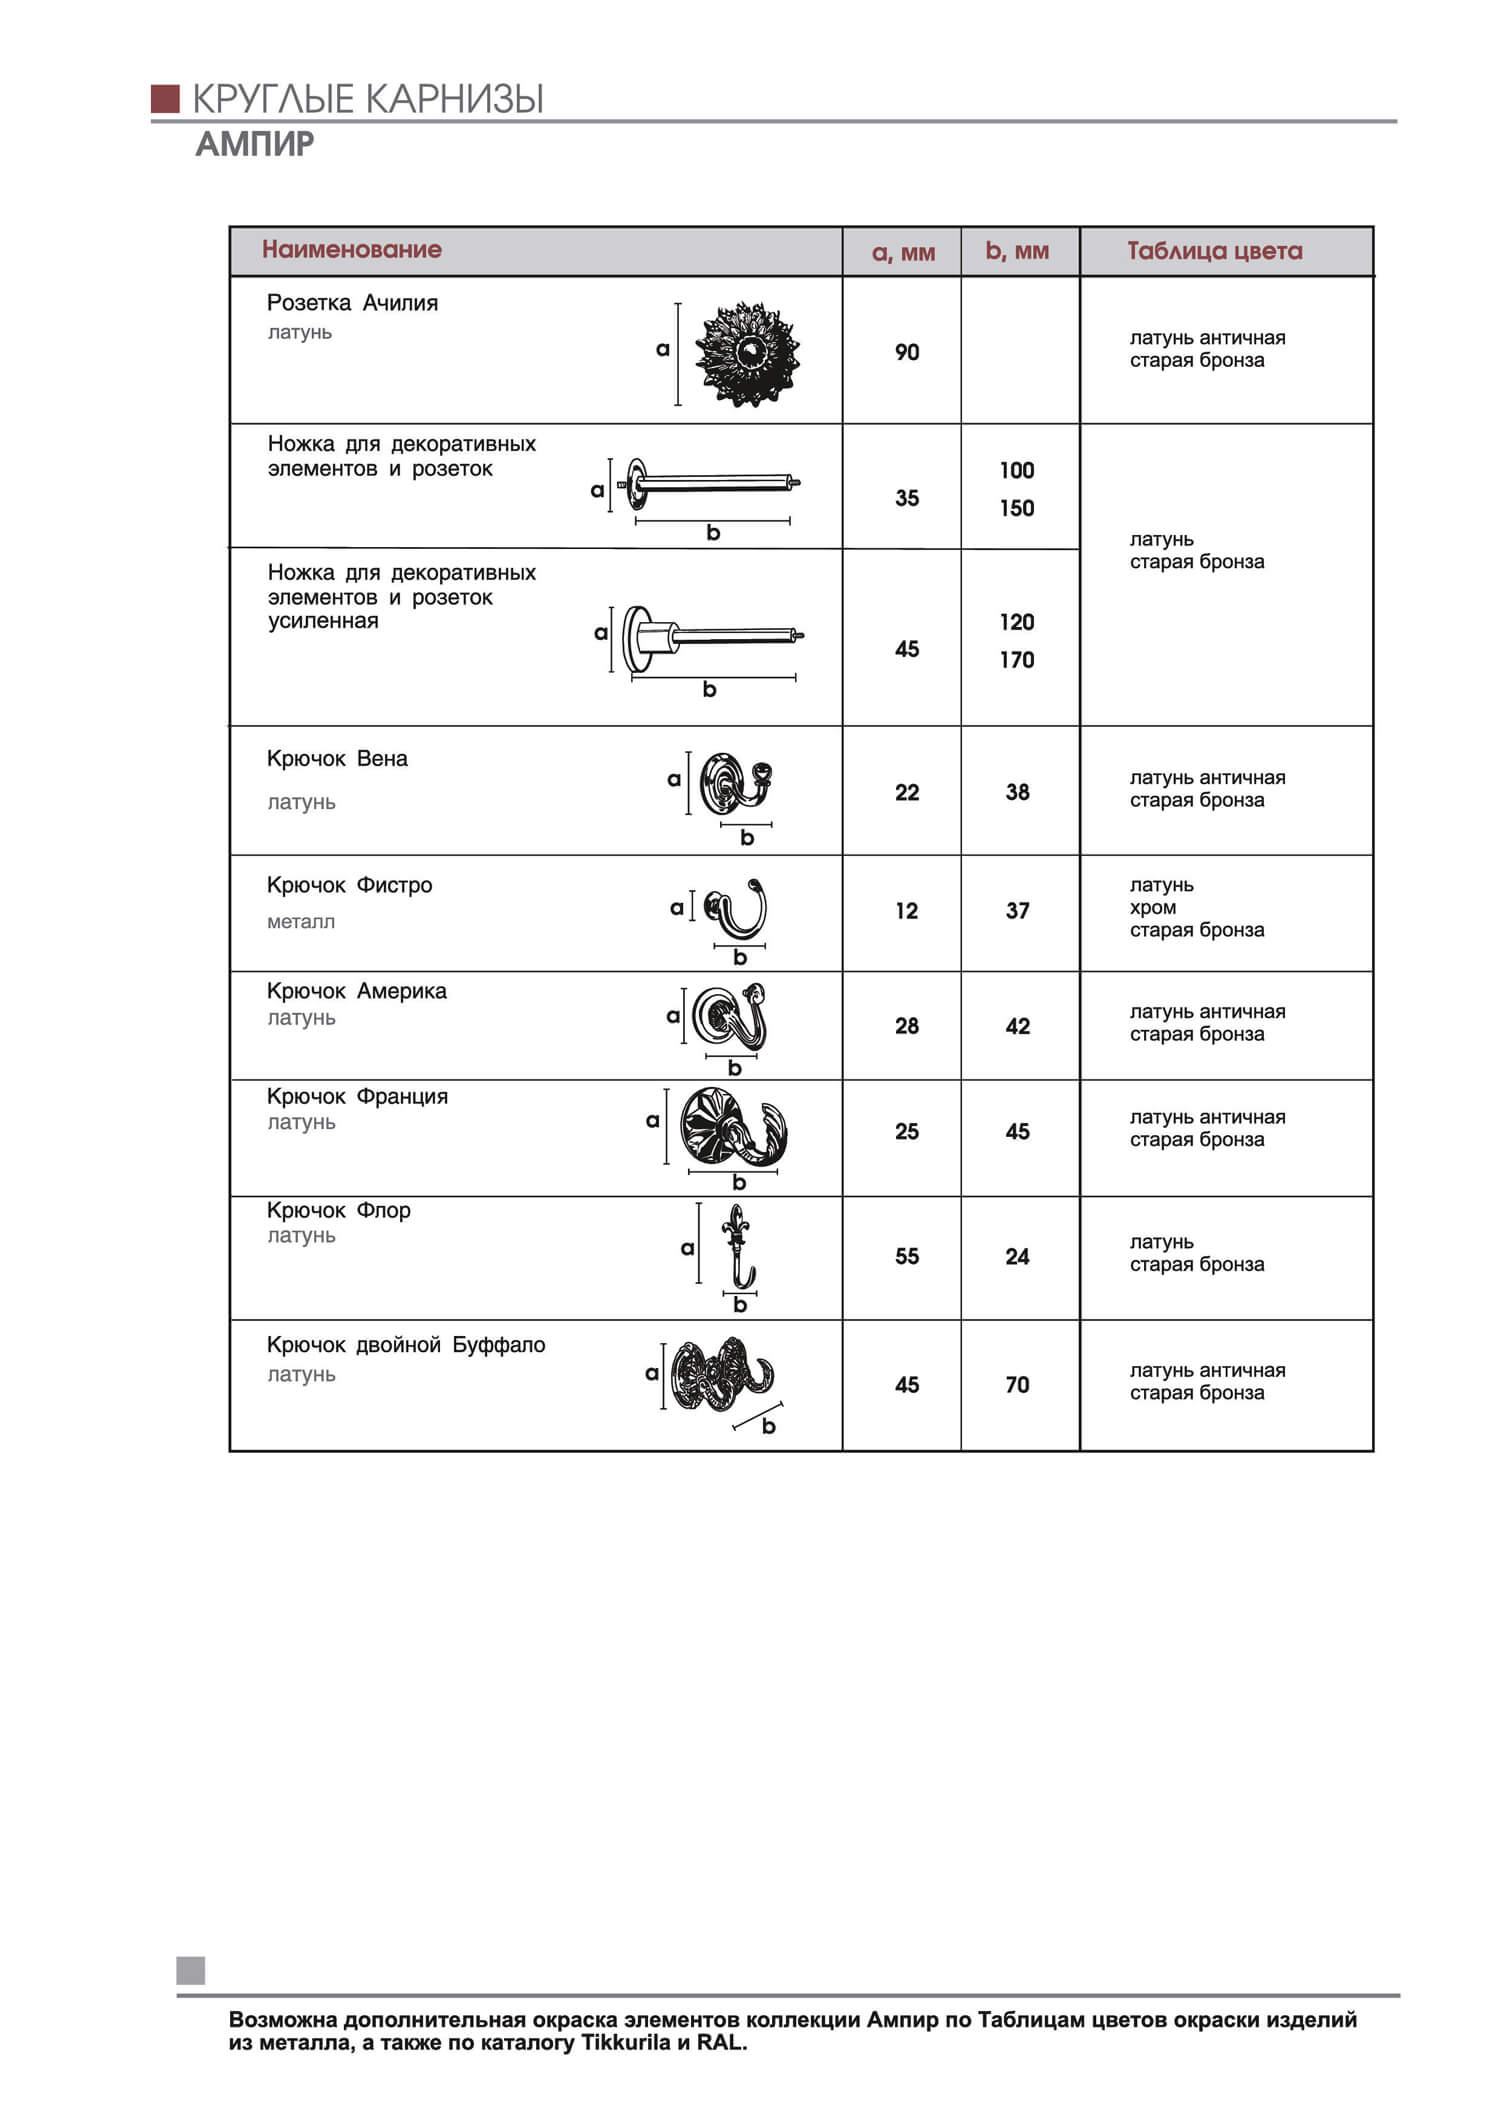 КРУГЛЫЕ КАРНИЗЫ
АМПИР
Наименование
a, мм
b, мм
Таблица цвета
Розетка Ачилия
латунь
a
90
латунь античная
старая бронза
Ножка для декоративных
элементов и розеток
a
b
35
100
150
латунь
старая бронза
Ножка для декоративных
элементов и розеток
усиленная
a
b
45
120
170
Крючок Вена
латунь
a
b
22
38
латунь античная
старая бронза
Крючок Фистро
металл
a
b
12
37
латунь
хром
старая бронза
Крючок Америка
латунь
a
b
28
42
латунь античная
старая бронза
Крючок Франция
латунь
a
b
25
45
латунь античная
старая бронза
Крючок Флор
латунь
a
b
55
24
латунь
старая бронза
Крючок двойной Буффало
латунь
a
b
45
70
латунь античная
старая бронза
Возможна дополнительная окраска элементов коллекции Ампир по Таблицам цветов окраски изделий
из металла, а также по каталогу Tikkurila и RAL.